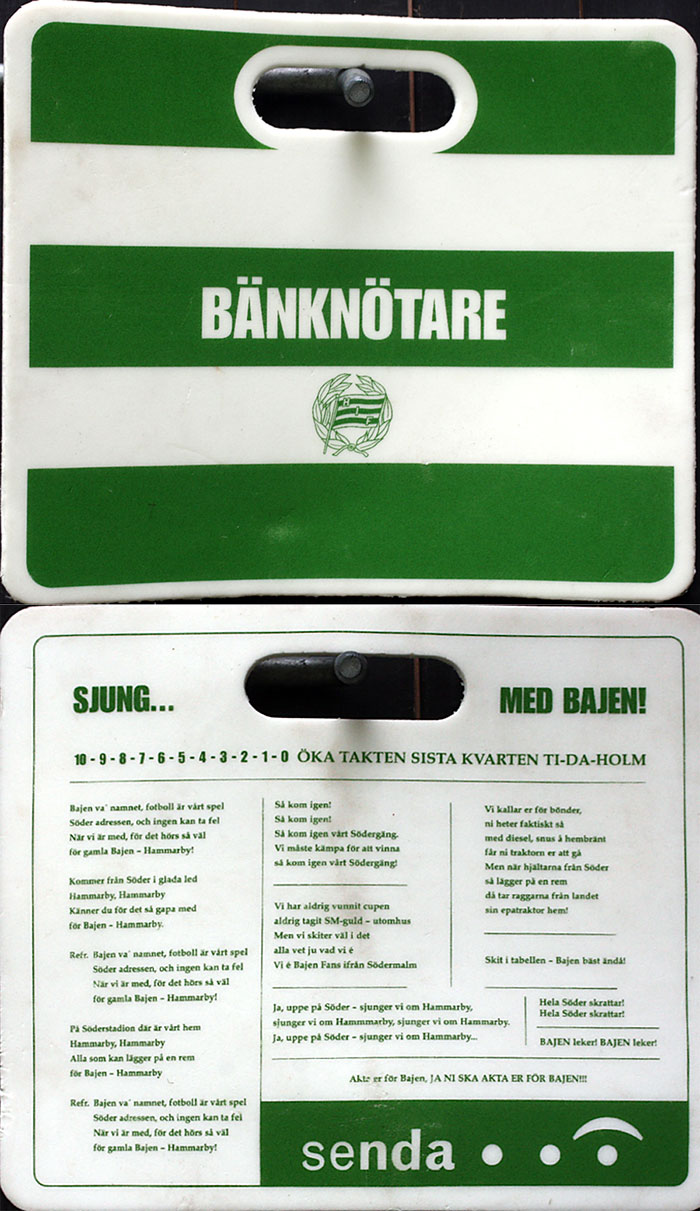 BÄNKNÖTARE
H I F
SJUNG... MED BAJEN!
10-9-8-7-6-5-4-3-2-1-0 ÖKA TAKTEN SISTA KVARTEN TI-DA-HOLM
Bajen va´ namnet, fotboll är vårt spel
Söder adressen, och ingen kan ta fel
När vi är med, för det hörs så väl
för gamla Bajen – Hammarby!
Kommer från Söder i glada led
Hammarby, Hammarby
Känner du för det så gapa med
för Bajen – Hammarby.
Refr. Bajen va´ namnet, fotboll är vårt spel
Söder adressen, och ingen kan ta fel
När vi är med, för det hörs så väl
för gamla Bajen – Hammarby!
På Söderstadion där är vårt hem
Hammarby, Hammarby
Alla som kan lägger på en rem
för Bajen – Hammarby
Refr. Bajen va´ namnet, fotboll är vårt spel
Söder adressen, och ingen kan ta fel
När vi är med, för det hörs så väl
för gamla Bajen – Hammarby!
Så kom igen!
Så kom igen!
Så kom igen vårt Södergäng.
Vi måste kämpa för att vinna
så kom igen vårt Södergäng!
Vi har aldrig vunnit cupen
aldrig tagit SM-guld – utomhus
Men vi skiter väl i det
alla vet ju vad vi é
Vi é Bajen Fans ifrån Södermalm
Vi kallar er för bönder,
ni heter faktiskt så
med diesel, snus å hembränt
får ni traktorn er att gå
Men när hjältarna från Söder
så lägger på en rem
då tar raggarna från landet
sin epatraktor hem!
Skit i tabellen – Bajen bäst ändå!
Ja, uppe på Söder – sjunger vi om Hammarby,
sjunger vi om Hammmarby, sjunger vi om Hammarby.
Ja, uppe på Söder – sjunger vi om Hammarby...
Hela Söder skrattar!
Hela Söder skrattar!
BAJEN leker! BAJEN leker!
Akta er för Bajen, JA NI SKA AKTA ER FÖR BAJEN!!!
senda